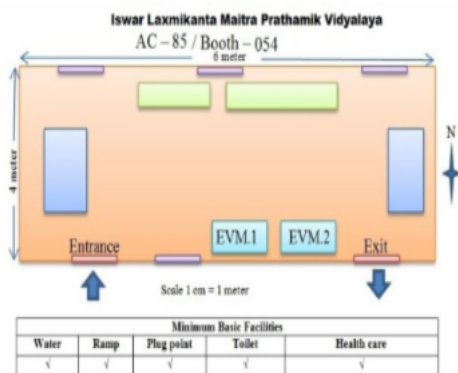 Iswar Laxmikanta Maitra Prathamik Vidyalaya
AC – 85 / Booth – 054
6 meter
4 meter
N
EVM.1 EVM.2
Entrance Exit
Scale 1 cm = 1 meter
Minimum Basic Facilities
Water Ramp Plug point Toilet Health care
√ √ √ √ √